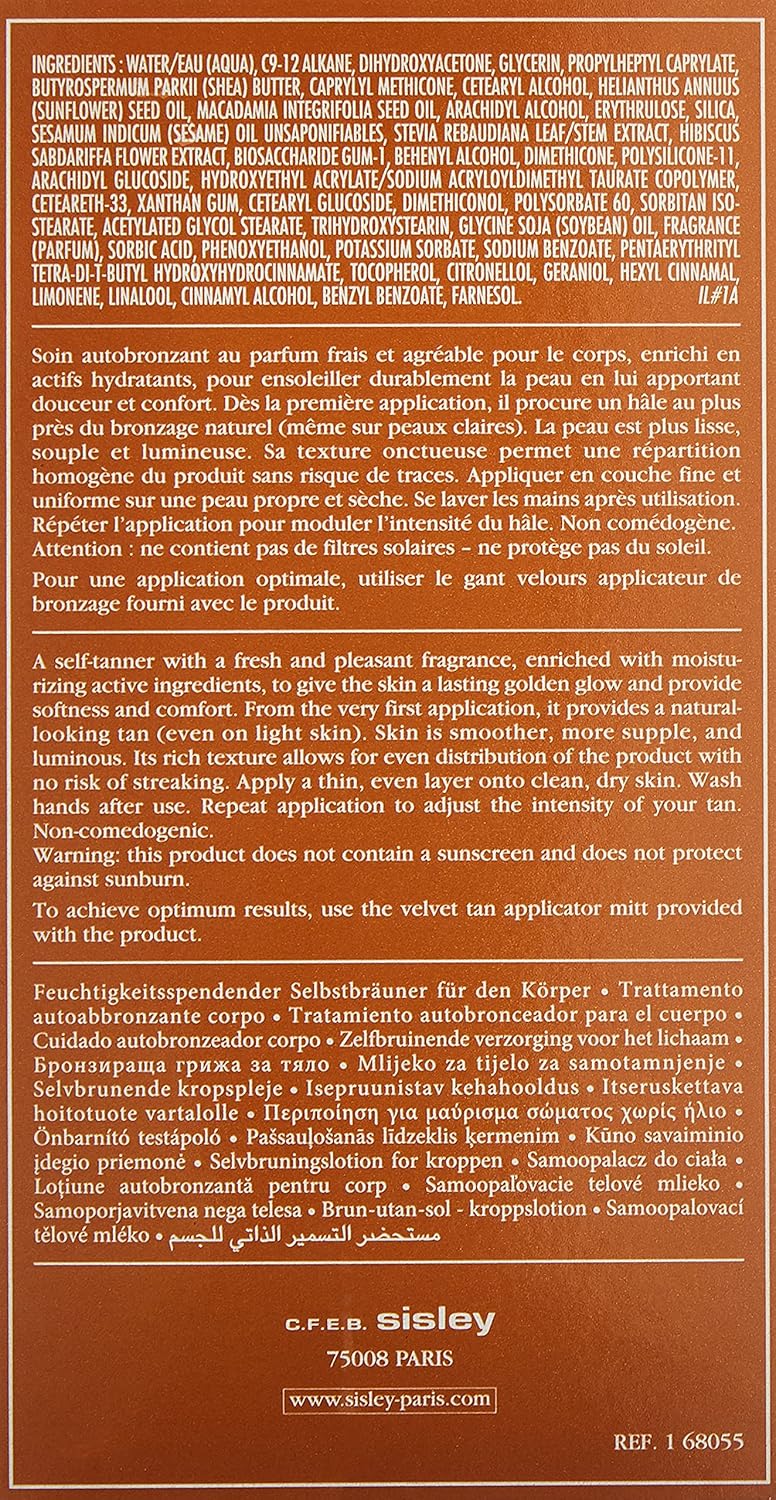 INGREDIENTS : WATER/EAU (AQUA), C9-12 ALKANE, DIHYDROXYACETONE, GLYCERIN, PROPYLHEPTYL CAPRYLATE,
BUTYROSPERMUM PARKII (SHEA) BUTTER, CAPRYLYL METHICONE, CETEARYL ALCOHOL, HELIANTHUS ANNUUS
(SUNFLOWER) SEED OIL, MACADAMIA INTEGRIFOLIA SEED OIL, ARACHIDYL ALCOHOL, ERYTHRULOSE, SILICA,
SESAMUM INDICUM (SESAME) OIL UNSAPONIFIABLES, STEVIA REBAUDIANA LEAF/STEM EXTRACT, HIBISCUS
SABDARIFFA FLOWER EXTRACT, BIOSACCHARIDE GUM-1, BEHENYL ALCOHOL, DIMETHICONE, POLYSILICONE-11,
ARACHIDYL GLUCOSIDE, HYDROXYETHYL ACRYLATE/SODIUM ACRYLOYLDIMETHYL TAURATE COPOLYMER,
CETEARETH-33, XANTHAN GUM, CETEARYL GLUCOSIDE, DIMETHICONOL, POLYSORBATE 60, SORBITAN ISO-
STEARATE, ACETYLATED GLYCOL STEARATE, TRIHYDROXYSTEARIN, GLYCINE SOJA (SOYBEAN) OIL, FRAGRANCE
(PARFUM), SORBIC ACID, PHENOXYETHANOL, POTASSIUM SORBATE, SODIUM BENZOATE, PENTAERYTHRITYL
TETRA-DI-T-BUTYL HYDROXYHYDROCINNAMATE, TOCOPHEROL, CITRONELLOL, GERANIOL, HEXYL CINNAMAL,
LIMONENE, LINALOOL, CINNAMYL ALCOHOL, BENZYL BENZOATE, FARNESOL. IL#1A
Soin autobronzant au parfum frais et agréable pour le corps, enrichi en
actifs hydratants, pour ensoleiller durablement la peau en lui apportant
douceur et confort. Dès la première application, il procure un hâle au plus
près du bronzage naturel (même sur peaux claires). La peau est plus lisse,
souple et lumineuse. Sa texture onctueuse permet une répartition
homogène du produit sans risque de traces. Appliquer en couche fine et
uniforme sur une peau propre et sèche. Se laver les mains après utilisation.
Répéter l'application pour moduler l'intensité du hâle. Non comédogène.
Attention : ne contient pas de filtres solaires – ne protège pas du soleil.
Pour une application optimale, utiliser le gant velours applicateur de
bronzage fourni avec le produit.
A self-tanner with a fresh and pleasant fragrance, enriched with moistu-
rizing active ingredients, to give the skin a lasting golden glow and provide
softness and comfort. From the very first application, it provides a natural-
looking tan (even on light skin). Skin is smoother, more supple, and
luminous. Its rich texture allows for even distribution of the product with
no risk of streaking. Apply a thin, even layer onto clean, dry skin. Wash
hands after use. Repeat application to adjust the intensity of your tan.
Non-comedogenic.
Warning: this product does not contain a sunscreen and does not protect
against sunburn.
To achieve optimum results, use the velvet tan applicator mitt provided
with the product.
Feuchtigkeitsspendender Selbstbräuner für den Körper • Trattamento
autoabbronzante corpo • Tratamiento autobronceador para el cuerpo •
Cuidado autobronzeador corpo • Zelfbruinende verzorging voor het lichaam •
Бронзираща грижа за тяло • Mlijeko za tijelo za samotamnjenje •
Selvbrunende kropspleje • Isepruunistav kehahooldus • Itseruskettava
hoitotuote vartalolle • Περιποίηση για μαύρισμα σώματος χωρίς ήλιο •
Önbarnító testápoló • Pašsauļošanās līdzeklis ķermenim • Kūno savaiminio
įdegio priemonė • Selvbruningslotion for kroppen • Samoopalacz do ciała •
Loțiune autobronzantă pentru corp • Samoopaľovacie telové mlieko •
Samoporjavitvena nega telesa • Brun-utan-sol - kroppslotion • Samoopalovací
tělové mléko • مستحضر التسمير الذاتي للجسم
C.F.E.B. sisley
75008 PARIS
www.sisley-paris.com
REF. 1 68055